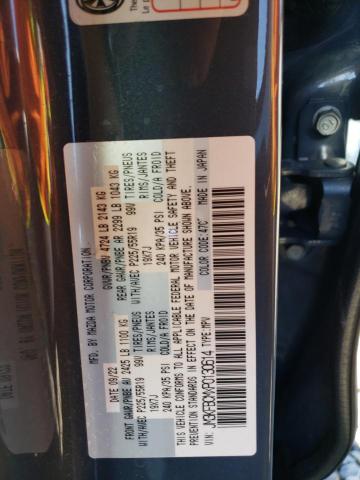 MFD. BY MAZDA MOTOR CORPORATION
DATE 09/22 GVWR/PNBV 4724 LB 2143 KG
FRONT GAWR/PNBE AV 2425 LB 1100 KG REAR GAWR/PNBE AR 2299 LB 1043 KG
WITH/AVEC P225/55R19 99V TIRES/PNEUS WITH/AVEC P225/55R19 99V TIRES/PNEUS
19X7J RIMS/JANTES 19X7J RIMS/JANTES
240 KPA/35 PSI COLD/A FROID 240 KPA/35 PSI COLD/A FROID
THIS VEHICLE CONFORMS TO ALL APPLICABLE FEDERAL MOTOR VEHICLE SAFETY AND THEFT
PREVENTION STANDARDS IN EFFECT ON THE DATE OF MANUFACTURE SHOWN ABOVE.
MADE IN JAPAN
TYPE:MPV COLOR CODE:47C